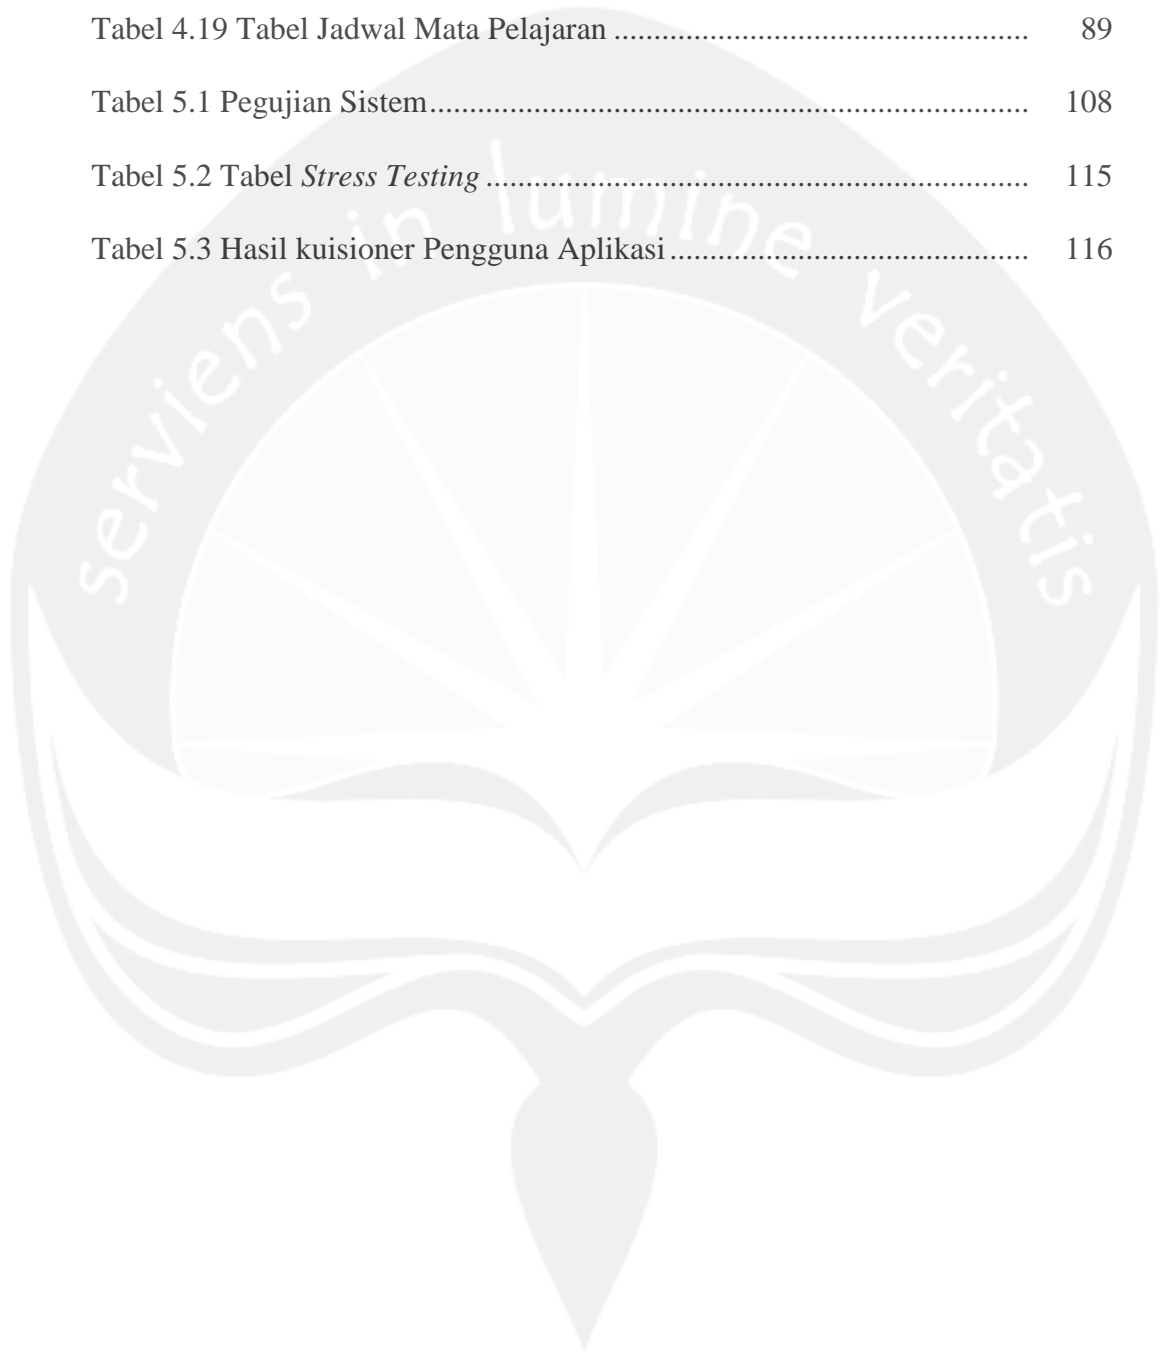 Tabel 4.19 Tabel Jadwal Mata Pelajaran .................................................. 89
Tabel 5.1 Pegujian Sistem.......................................................................... 108
Tabel 5.2 Tabel Stress Testing ................................................................... 115
Tabel 5.3 Hasil kuisioner Pengguna Aplikasi ............................................ 116
serviens in lumine veritatis